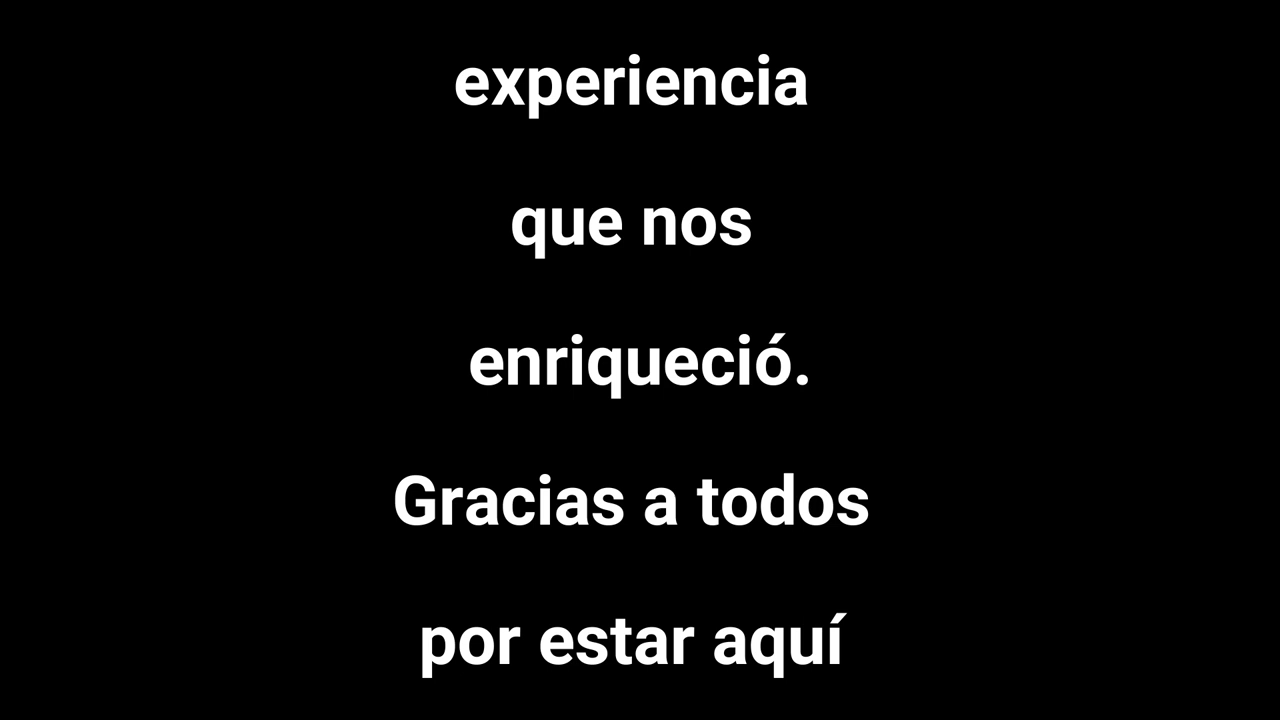 experiencia
que nos
enriqueció.
Gracias a todos
por estar aquí